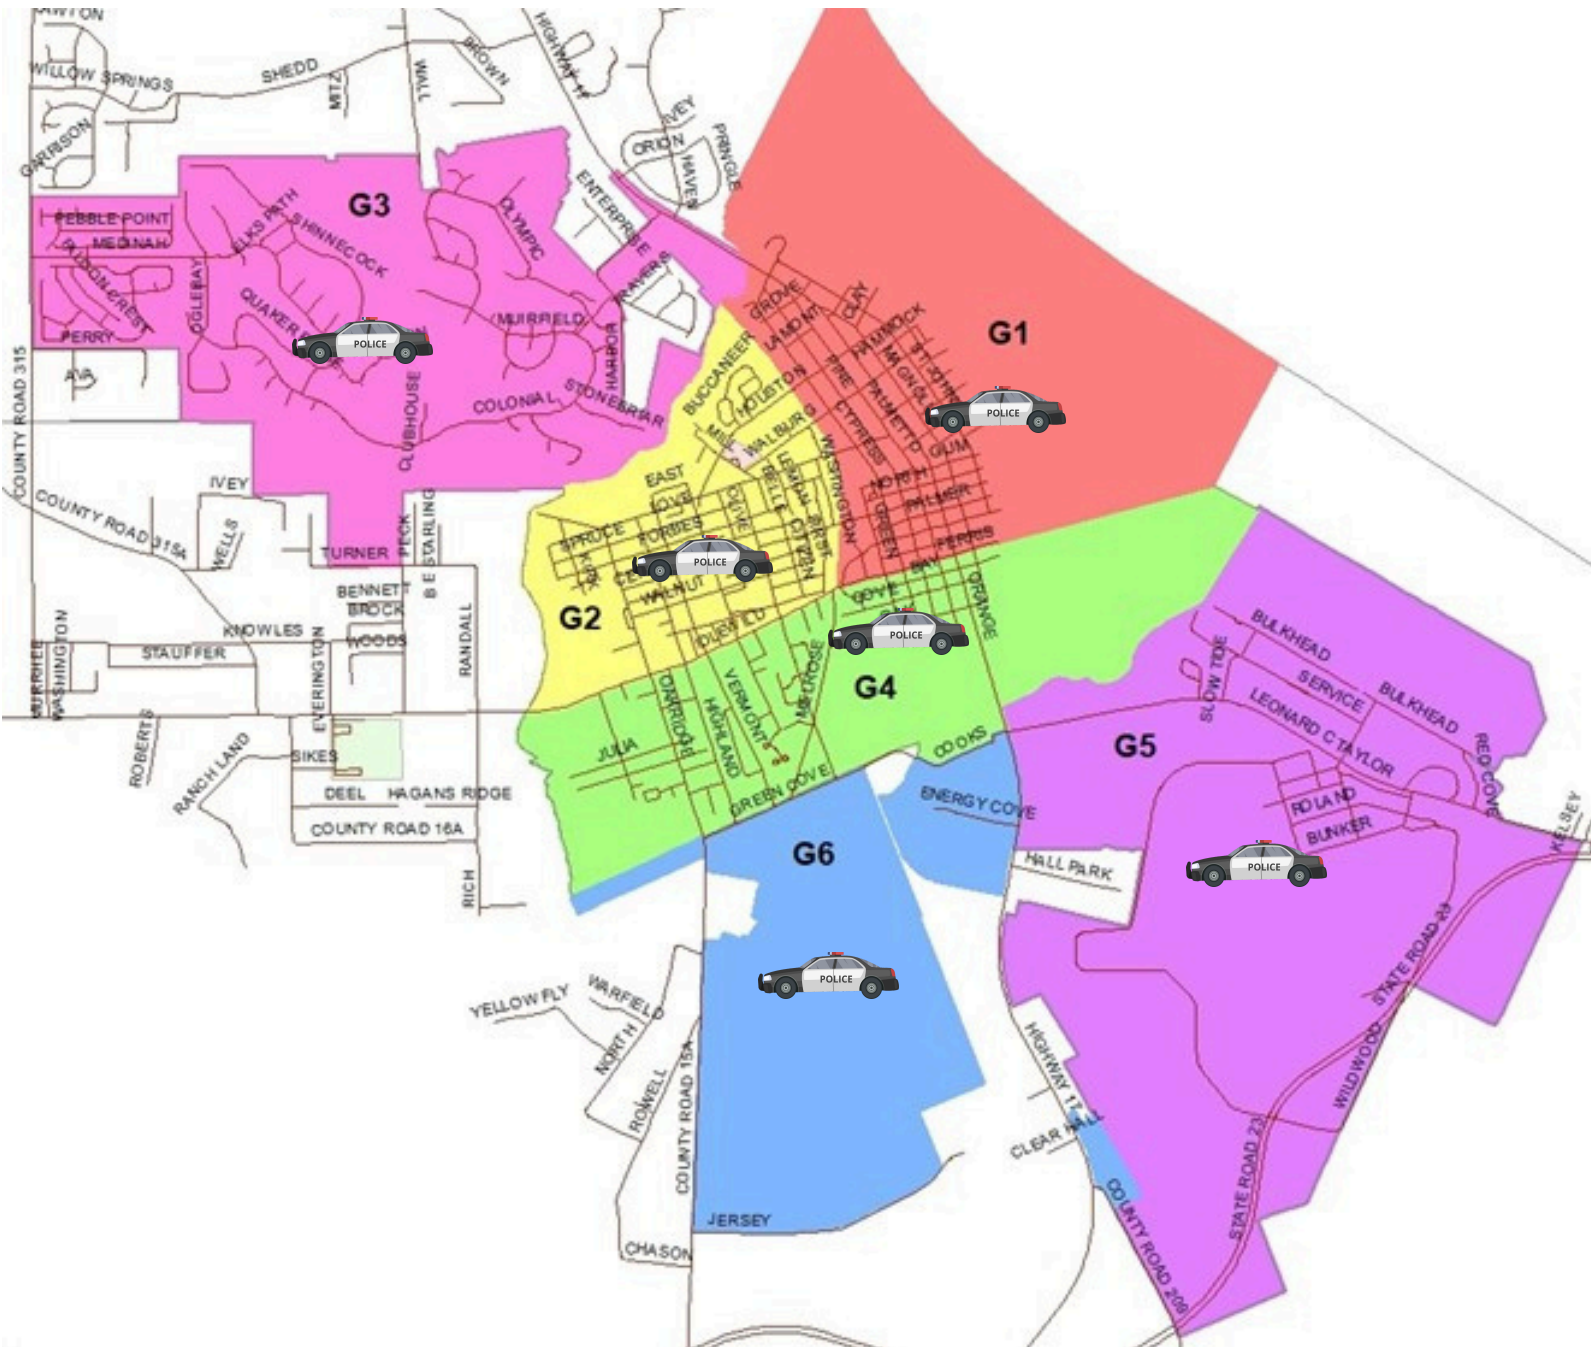 WILLOW SPRINGS
SHEDD
MITZ
WALL
BROWN
HIGHWAY 17
GARRISON
IVEY
ORION
HAVEN
PRINGLE
ENTERPRISE
TRAVERS
G3
PEBBLE POINT
MEDINAH
ELKS PATH
SHINNECOCK
OLYMPIC
OGLEBAY
PERRY
MUIRFIELD
HARBOR
POLICE
COUNTY ROAD 315
AVA
CLUBHOUSE
COLONIAL
STONEBRIAR
G1
GROVE
CLAY
LAMONT
HAMMOCK
MAGNOLIA
ST JOHNS
PINE
PALMETTO
CYPRESS
GUM
POLICE
BUCCANEER
HOUSTON
WALBURG
WASHINGTON
NORTH
PALMER
GREEN
FERRIS
BAY
COVE
ORANGE
EAST
LOVE
OLIVE
BELLE
LEMON
SPRUCE
FORBES
PARK
WALNUT
POLICE
G2
IVEY
COUNTY ROAD 315A
WELLS
TURNER
PECK
STARLING
BENNETT
BROCK
WOODS
KNOWLES
STAUFFER
EVERINGTON
RANDALL
WASHINGTON
ROBERTS
RANCH LAND
SIKES
DEEL
HAGANS RIDGE
COUNTY ROAD 16A
RICH
POLICE
G4
MELROSE
VERMONT
HIGHLAND
OAKRIDGE
JULIA
GREEN COVE
COOKS
ENERGY COVE
G6
POLICE
G5
BULKHEAD
SERVICE
BULKHEAD
SLOW TIDE
LEONARD C TAYLOR
RED COVE
ROLAND
BUNKER
KELSEY
HALL PARK
POLICE
STATE ROAD 23
WILDWOOD
STATE ROAD 23
HIGHWAY 17
CLEAR HALL
COUNTY ROAD 209
YELLOW FLY
WARFIELD
NORTH
ROWELL
COUNTY ROAD 15A
JERSEY
CHASON